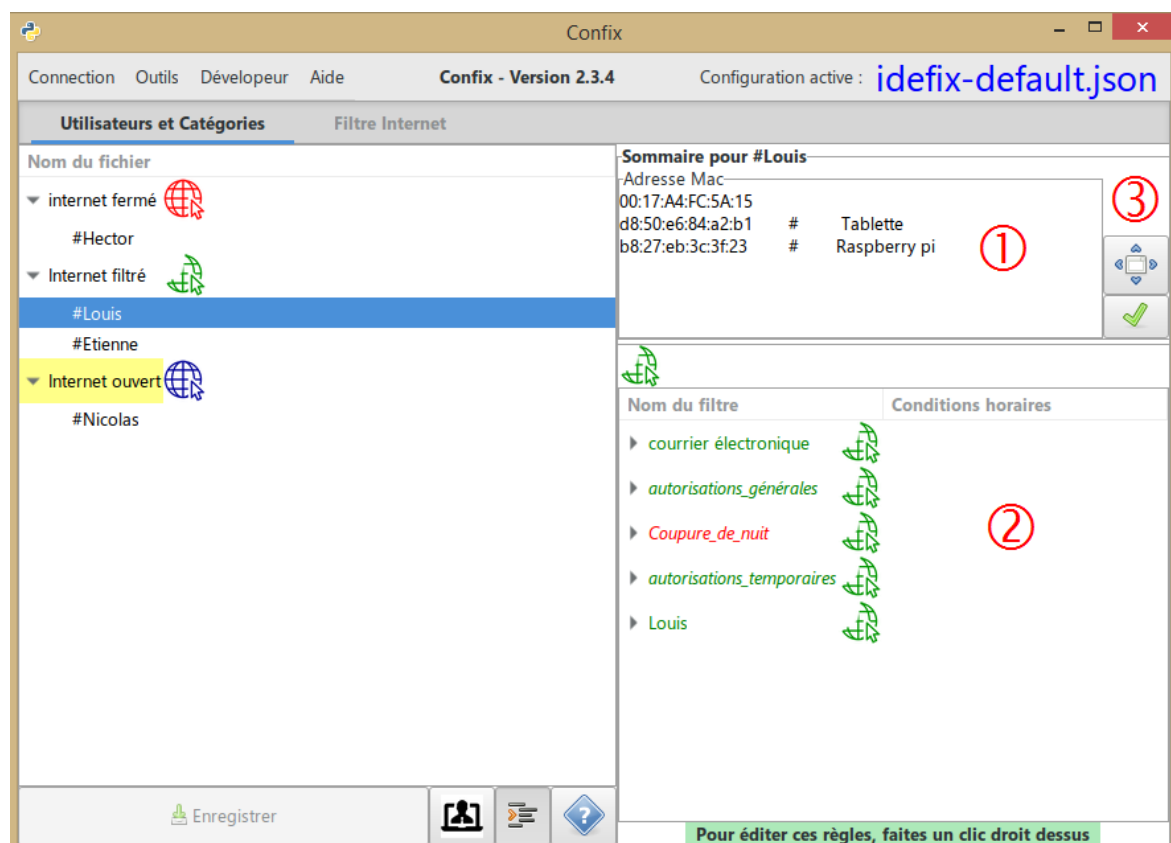 Confix
Connection Outils Dévelopeur Aide Confix - Version 2.3.4 Configuration active : idefix-default.json
Utilisateurs et Catégories Filtre Internet
Nom du fichier
internet fermé
#Hector
Internet filtré
#Louis
#Etienne
Internet ouvert
#Nicolas
Sommaire pour #Louis
Adresse Mac
00:17:A4:FC:5A:15
d8:50:e6:84:a2:b1 # Tablette
b8:27:eb:3c:3f:23 # Raspberry pi
①
③
Nom du filtre Conditions horaires
courrier électronique
autorisations_générales
Coupure_de_nuit
②
autorisations_temporaires
Louis
Enregistrer
?
Pour éditer ces règles, faites un clic droit dessus